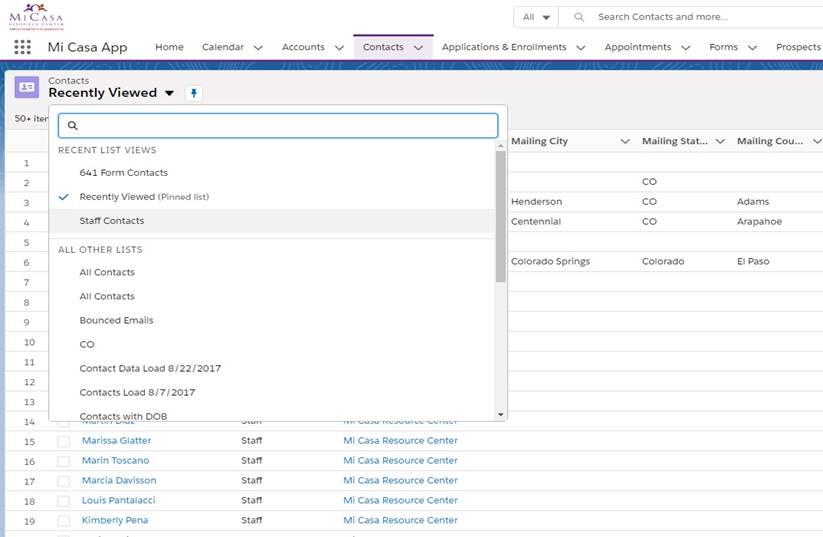 MI CASA
RESOURCE CENTER
All Search Contacts and more...
Mi Casa App Home Calendar Accounts Contacts Applications & Enrollments Appointments Forms Prospects
Contacts
Recently Viewed
50+ iter
RECENT LIST VIEWS
641 Form Contacts
Recently Viewed (Pinned list)
Staff Contacts
ALL OTHER LISTS
All Contacts
All Contacts
Bounced Emails
CO
Contact Data Load 8/22/2017
Contacts Load 8/7/2017
Contacts with DOB
Mailing City Mailing Stat... Mailing Cou...
1
2 CO
3 Henderson CO Adams
4 Centennial CO Arapahoe
5
6 Colorado Springs Colorado El Paso
7
8
9
10
11
12
13
14 Martin Diaz Staff Mi Casa Resource Center
15 Marissa Glatter Staff Mi Casa Resource Center
16 Marin Toscano Staff Mi Casa Resource Center
17 Marcia Davisson Staff Mi Casa Resource Center
18 Louis Pantalacci Staff Mi Casa Resource Center
19 Kimberly Pena Staff Mi Casa Resource Center